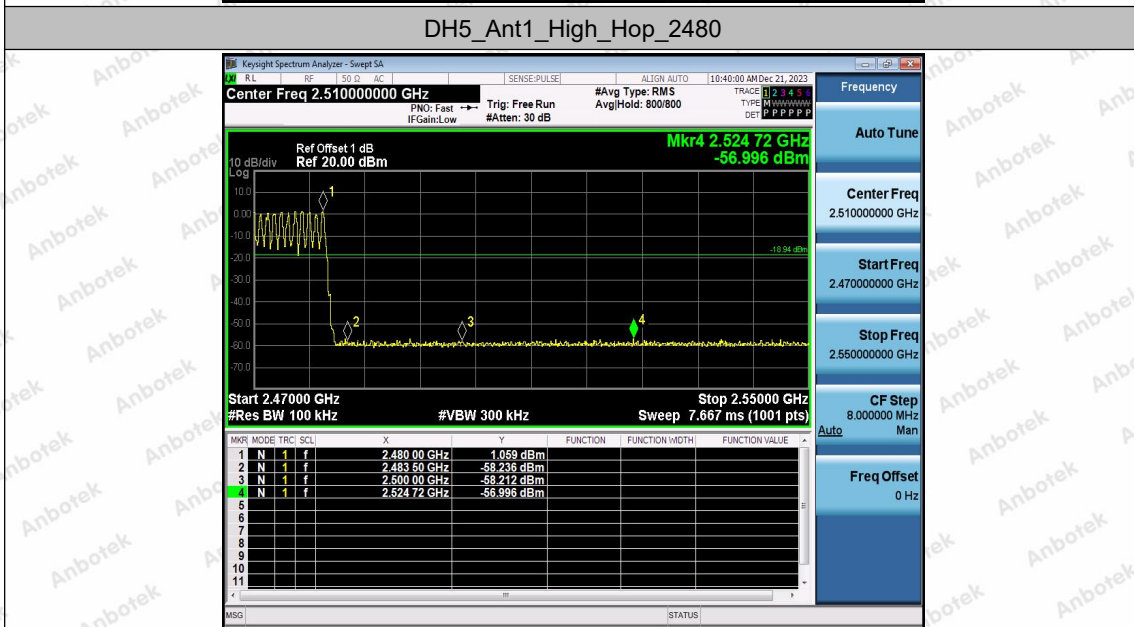 DH5_Ant1_High_Hop_2480
Keysight Spectrum Analyzer - Swept SA
LXI RL RF 50 Ω AC SENSE:PULSE ALIGN AUTO 10:40:00 AM Dec 21, 2023
Center Freq 2.510000000 GHz
PNO: Fast
IFGain:Low
Trig: Free Run
#Atten: 30 dB
#Avg Type: RMS
Avg|Hold: 800/800
TRACE 1 2 3 4 5 6
TYPE M WWWWW
DET P P P P P P
Frequency
Auto Tune
Center Freq
2.510000000 GHz
Start Freq
2.470000000 GHz
Stop Freq
2.550000000 GHz
CF Step
8.000000 MHz
Auto Man
Freq Offset
0 Hz
Mkr4 2.524 72 GHz
-56.996 dBm
Ref Offset 1 dB
10 dB/div Ref 20.00 dBm
Log
10.0
0.00
-10.0
-20.0
-30.0
-40.0
-50.0
-60.0
-70.0
1
2
3
4
-18.94 dBm
Start 2.47000 GHz Stop 2.55000 GHz
#Res BW 100 kHz #VBW 300 kHz Sweep 7.667 ms (1001 pts)
MKR MODE TRC SCL X Y FUNCTION FUNCTION WIDTH FUNCTION VALUE
1 N 1 f 2.480 00 GHz 1.059 dBm
2 N 1 f 2.483 50 GHz -58.236 dBm
3 N 1 f 2.500 00 GHz -58.212 dBm
4 N 1 f 2.524 72 GHz -56.996 dBm
5
6
7
8
9
10
11
MSG STATUS
Anbotek